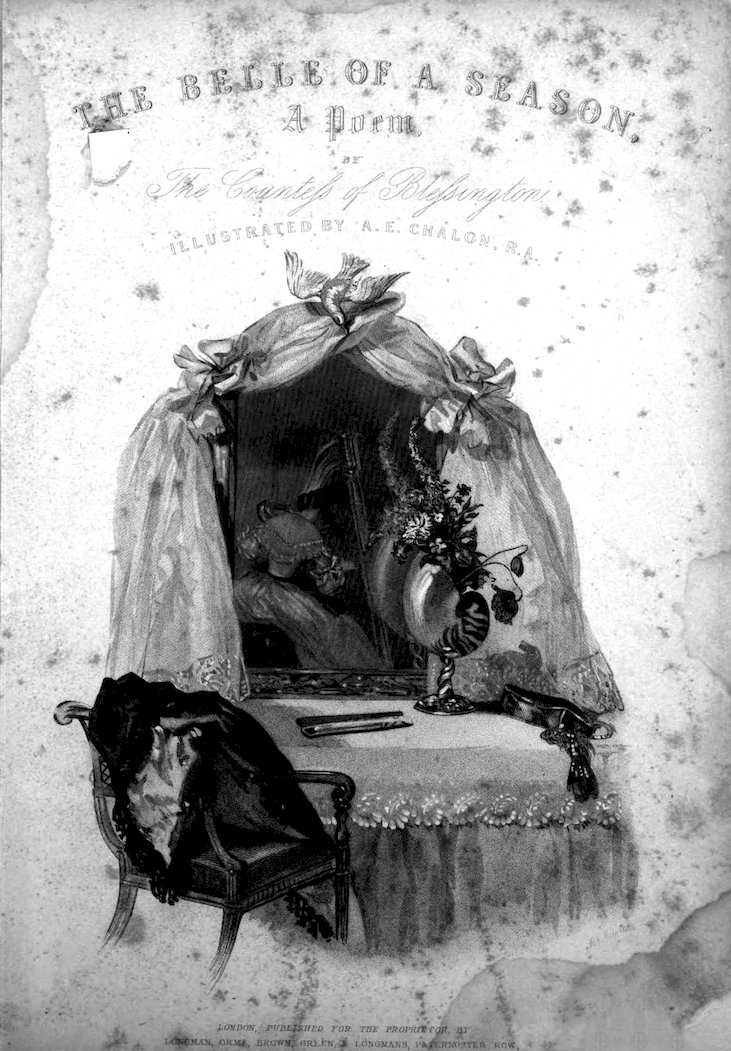 THE BELLE OF A SEASON,
A Poem,
BY
The Counteſs of Bleſsington.
ILLUSTRATED BY A. E. CHALON, R.A.
LONDON, PUBLISHED FOR THE PROPRIETOR, BY
LONGMAN, ORME, BROWN, GREEN, & LONGMANS, PATERNOSTER ROW,